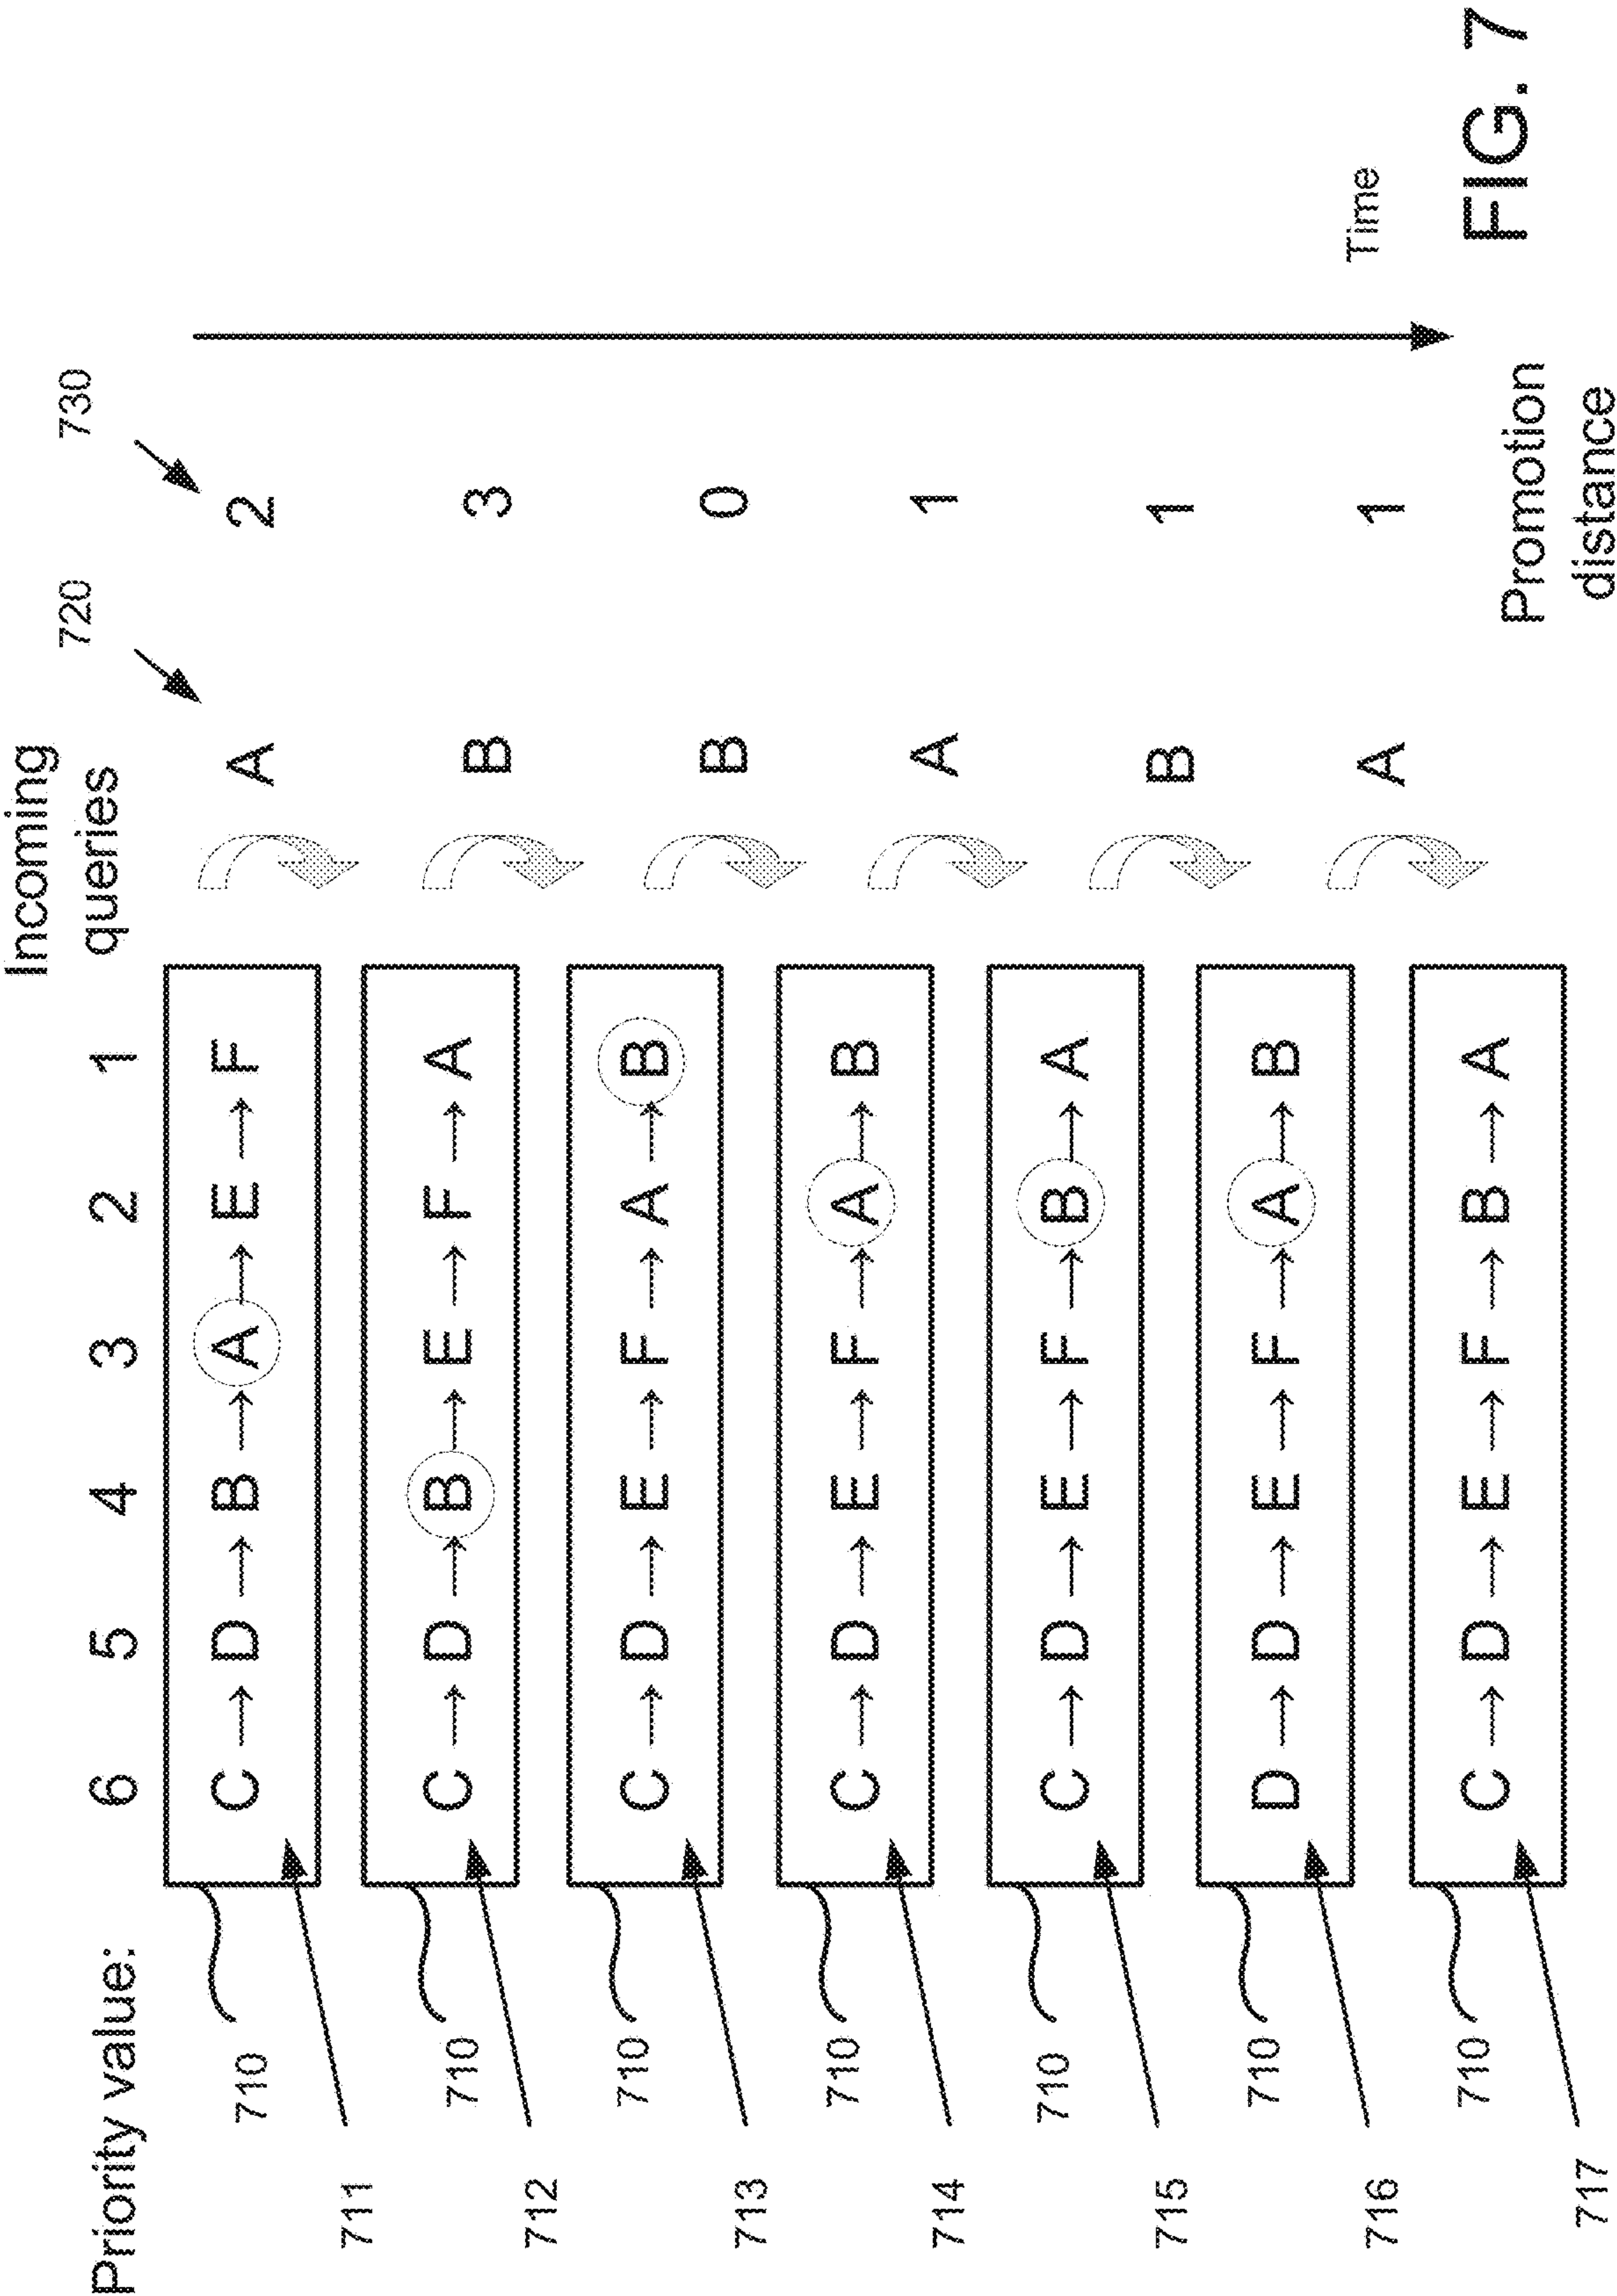 Incoming
queries
Priority value: 6 5 4 3 2 1
720
730
710 C → D → B → A → E → F A 2
711
710 C → D → B → E → F → A B 3
712
710 C → D → E → F → A → B B 0
713
710 C → D → E → F → A → B A 1
714
710 C → D → E → F → B → A B 1
715
710 D → D → E → F → A → B A 1
716
710 C → D → E → F → B → A
717
Time
Promotion
distance
FIG. 7